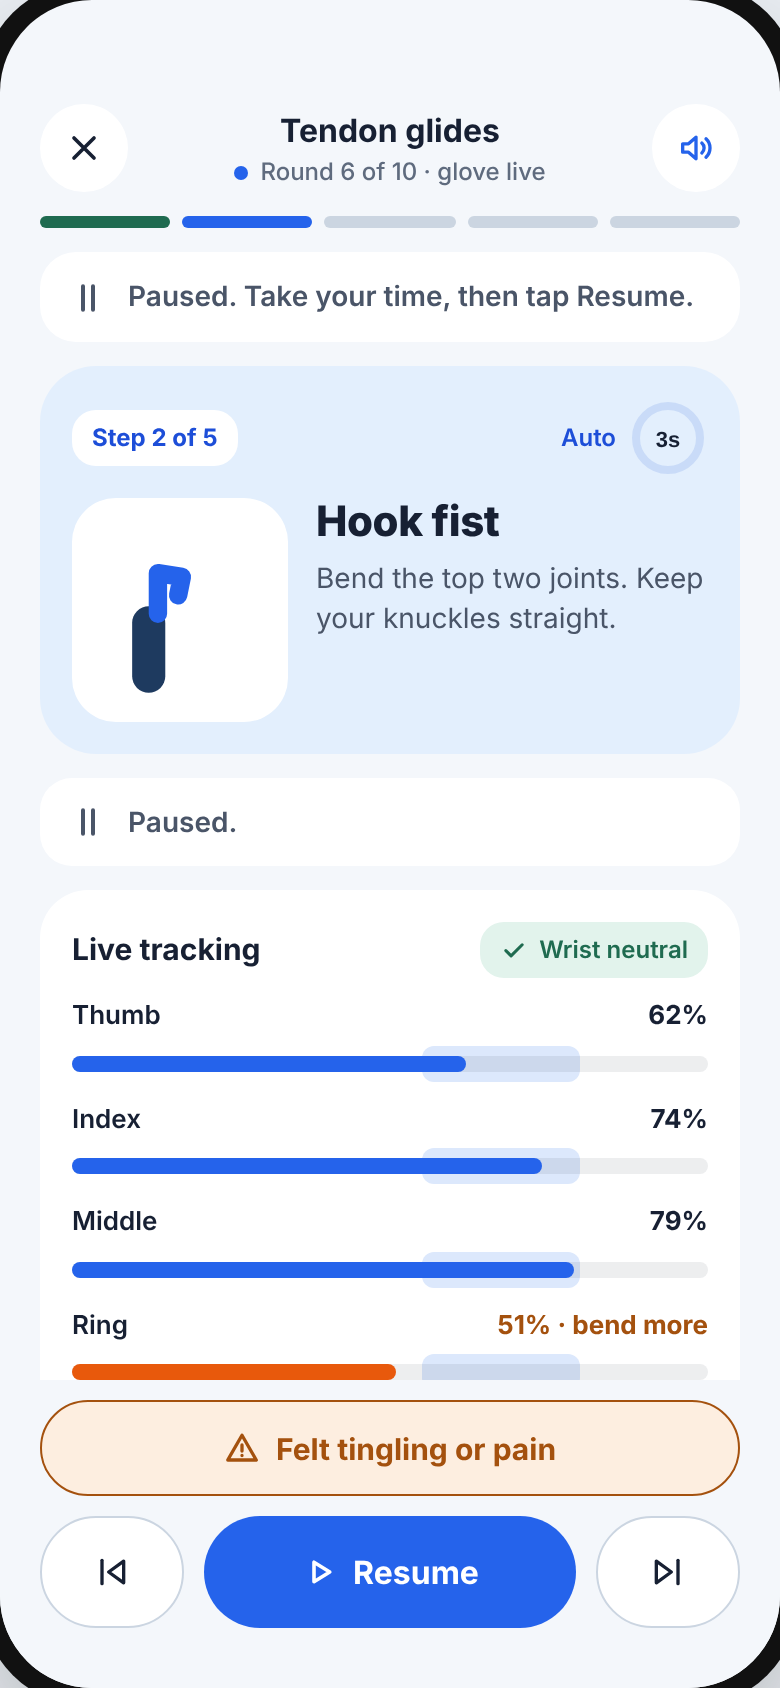 Tendon glides
Round 6 of 10 · glove live
Paused. Take your time, then tap Resume.
Step 2 of 5
Auto
3s
Hook fist
Bend the top two joints. Keep
your knuckles straight.
Paused.
Live tracking
Wrist neutral
Thumb
62%
Index
74%
Middle
79%
Ring
51% · bend more
Felt tingling or pain
Resume